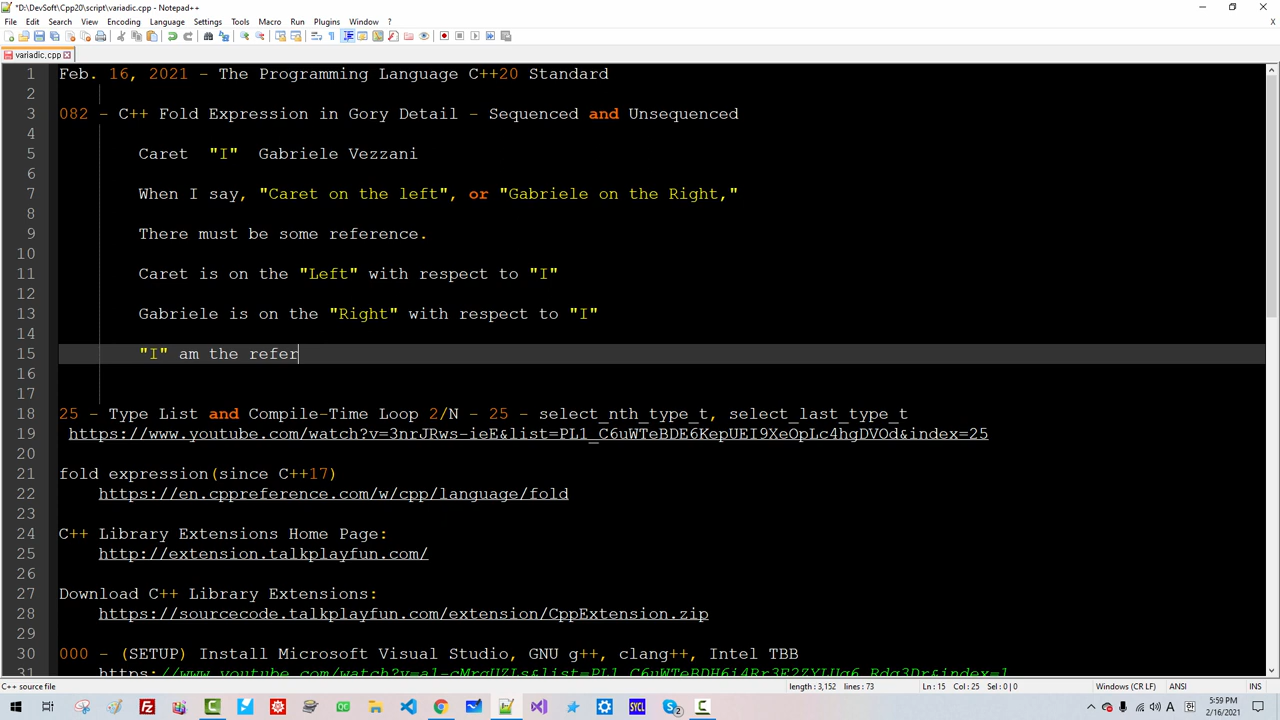 *D:\DevSoft\Cpp20\script\variadic.cpp - Notepad++
File Edit Search View Encoding Language Settings Tools Macro Run Plugins Window ? X
variadic.cpp
1 Feb. 16, 2021 - The Programming Language C++20 Standard
2
3 082 - C++ Fold Expression in Gory Detail - Sequenced and Unsequenced
4
5 Caret "I" Gabriele Vezzani
6
7 When I say, "Caret on the left", or "Gabriele on the Right,"
8
9 There must be some reference.
10
11 Caret is on the "Left" with respect to "I"
12
13 Gabriele is on the "Right" with respect to "I"
14
15 "I" am the refer
16
17
18 25 - Type List and Compile-Time Loop 2/N - 25 - select_nth_type_t, select_last_type_t
19 https://www.youtube.com/watch?v=3nrJRws-ieE&list=PL1_C6uWTeBDE6KepUEI9XeOpLc4hgDVOd&index=25
20
21 fold expression(since C++17)
22 https://en.cppreference.com/w/cpp/language/fold
23
24 C++ Library Extensions Home Page:
25 http://extension.talkplayfun.com/
26
27 Download C++ Library Extensions:
28 https://sourcecode.talkplayfun.com/extension/CppExtension.zip
29
30 000 - (SETUP) Install Microsoft Visual Studio, GNU g++, clang++, Intel TBB
31
C++ source file length : 3,152 lines : 73 Ln : 15 Col : 25 Sel : 0 | 0 Windows (CR LF) ANSI INS
5:59 PM
2/16/2021